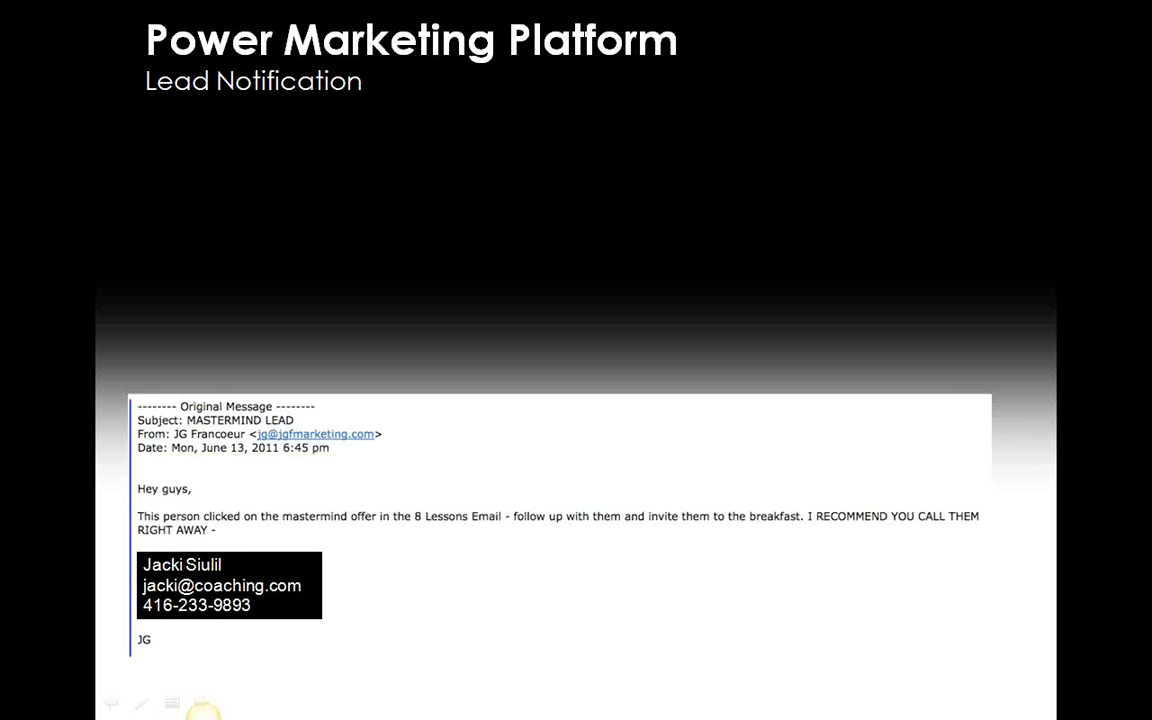 Power Marketing Platform
Lead Notification
-------- Original Message --------
Subject: MASTERMIND LEAD
From: JG Francoeur <jg@jgfmarketing.com>
Date: Mon, June 13, 2011 6:45 pm
Hey guys,
This person clicked on the mastermind offer in the 8 Lessons Email - follow up with them and invite them to the breakfast. I RECOMMEND YOU CALL THEM
RIGHT AWAY -
Jacki Siulil
jacki@coaching.com
416-233-9893
JG